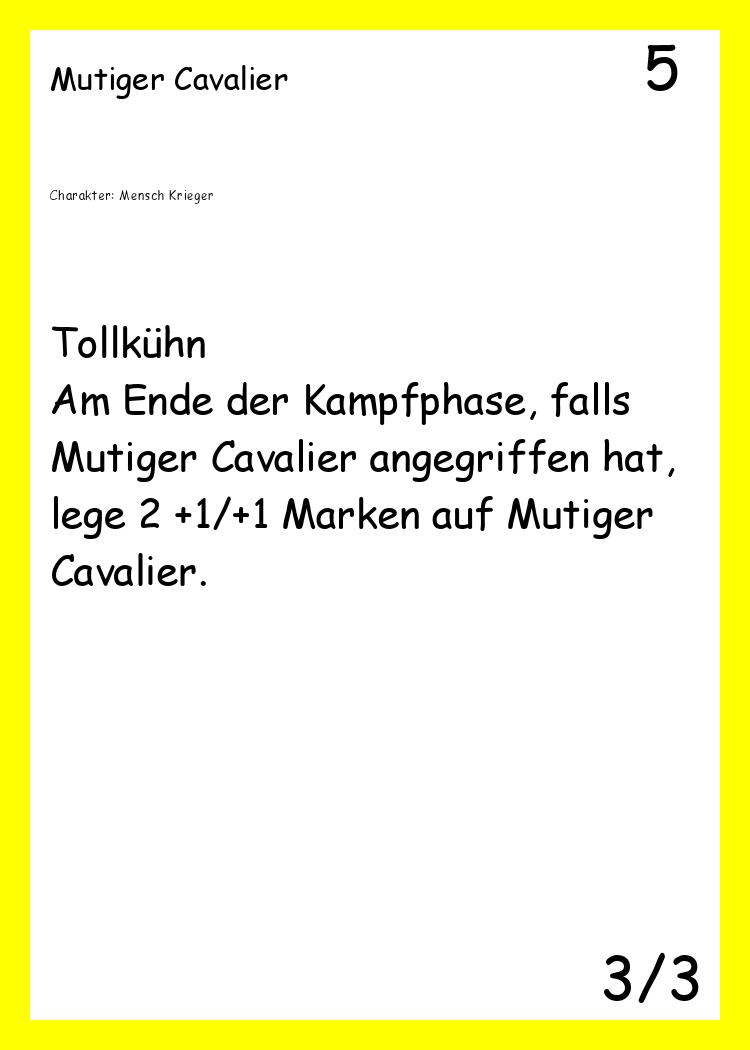 Mutiger Cavalier
5
Charakter: Mensch Krieger
Tollkühn
Am Ende der Kampfphase, falls
Mutiger Cavalier angegriffen hat,
lege 2 +1/+1 Marken auf Mutiger
Cavalier.
3/3